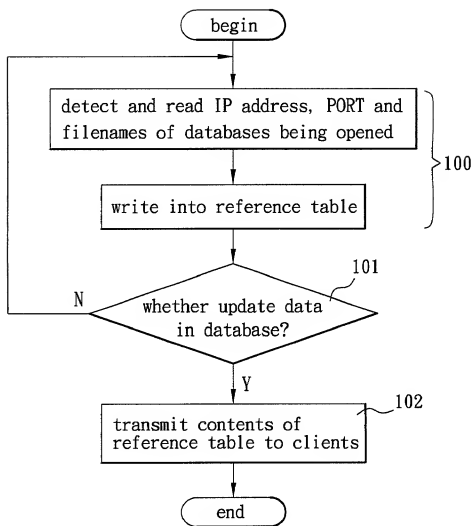 begin
detect and read IP address, PORT and
filenames of databases being opened
100
write into reference table
101
whether update data
in database?
N
Y
102
transmit contents of
reference table to clients
end